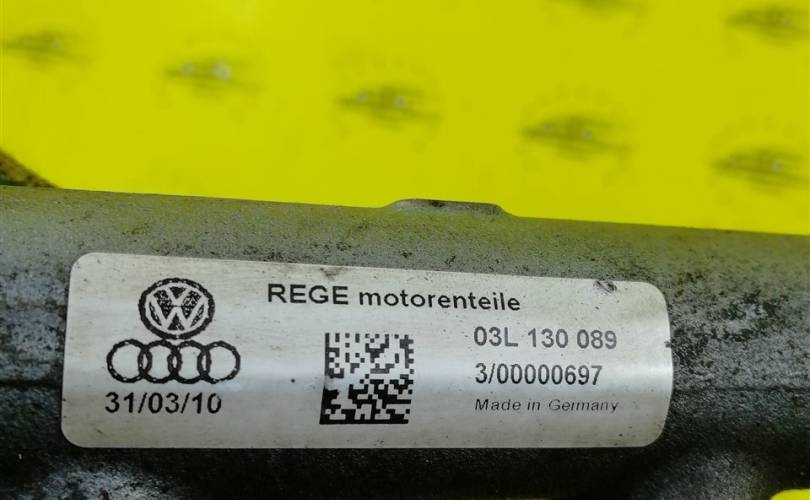 REGE motorenteile
03L 130 089
3/00000697
31/03/10
Made in Germany